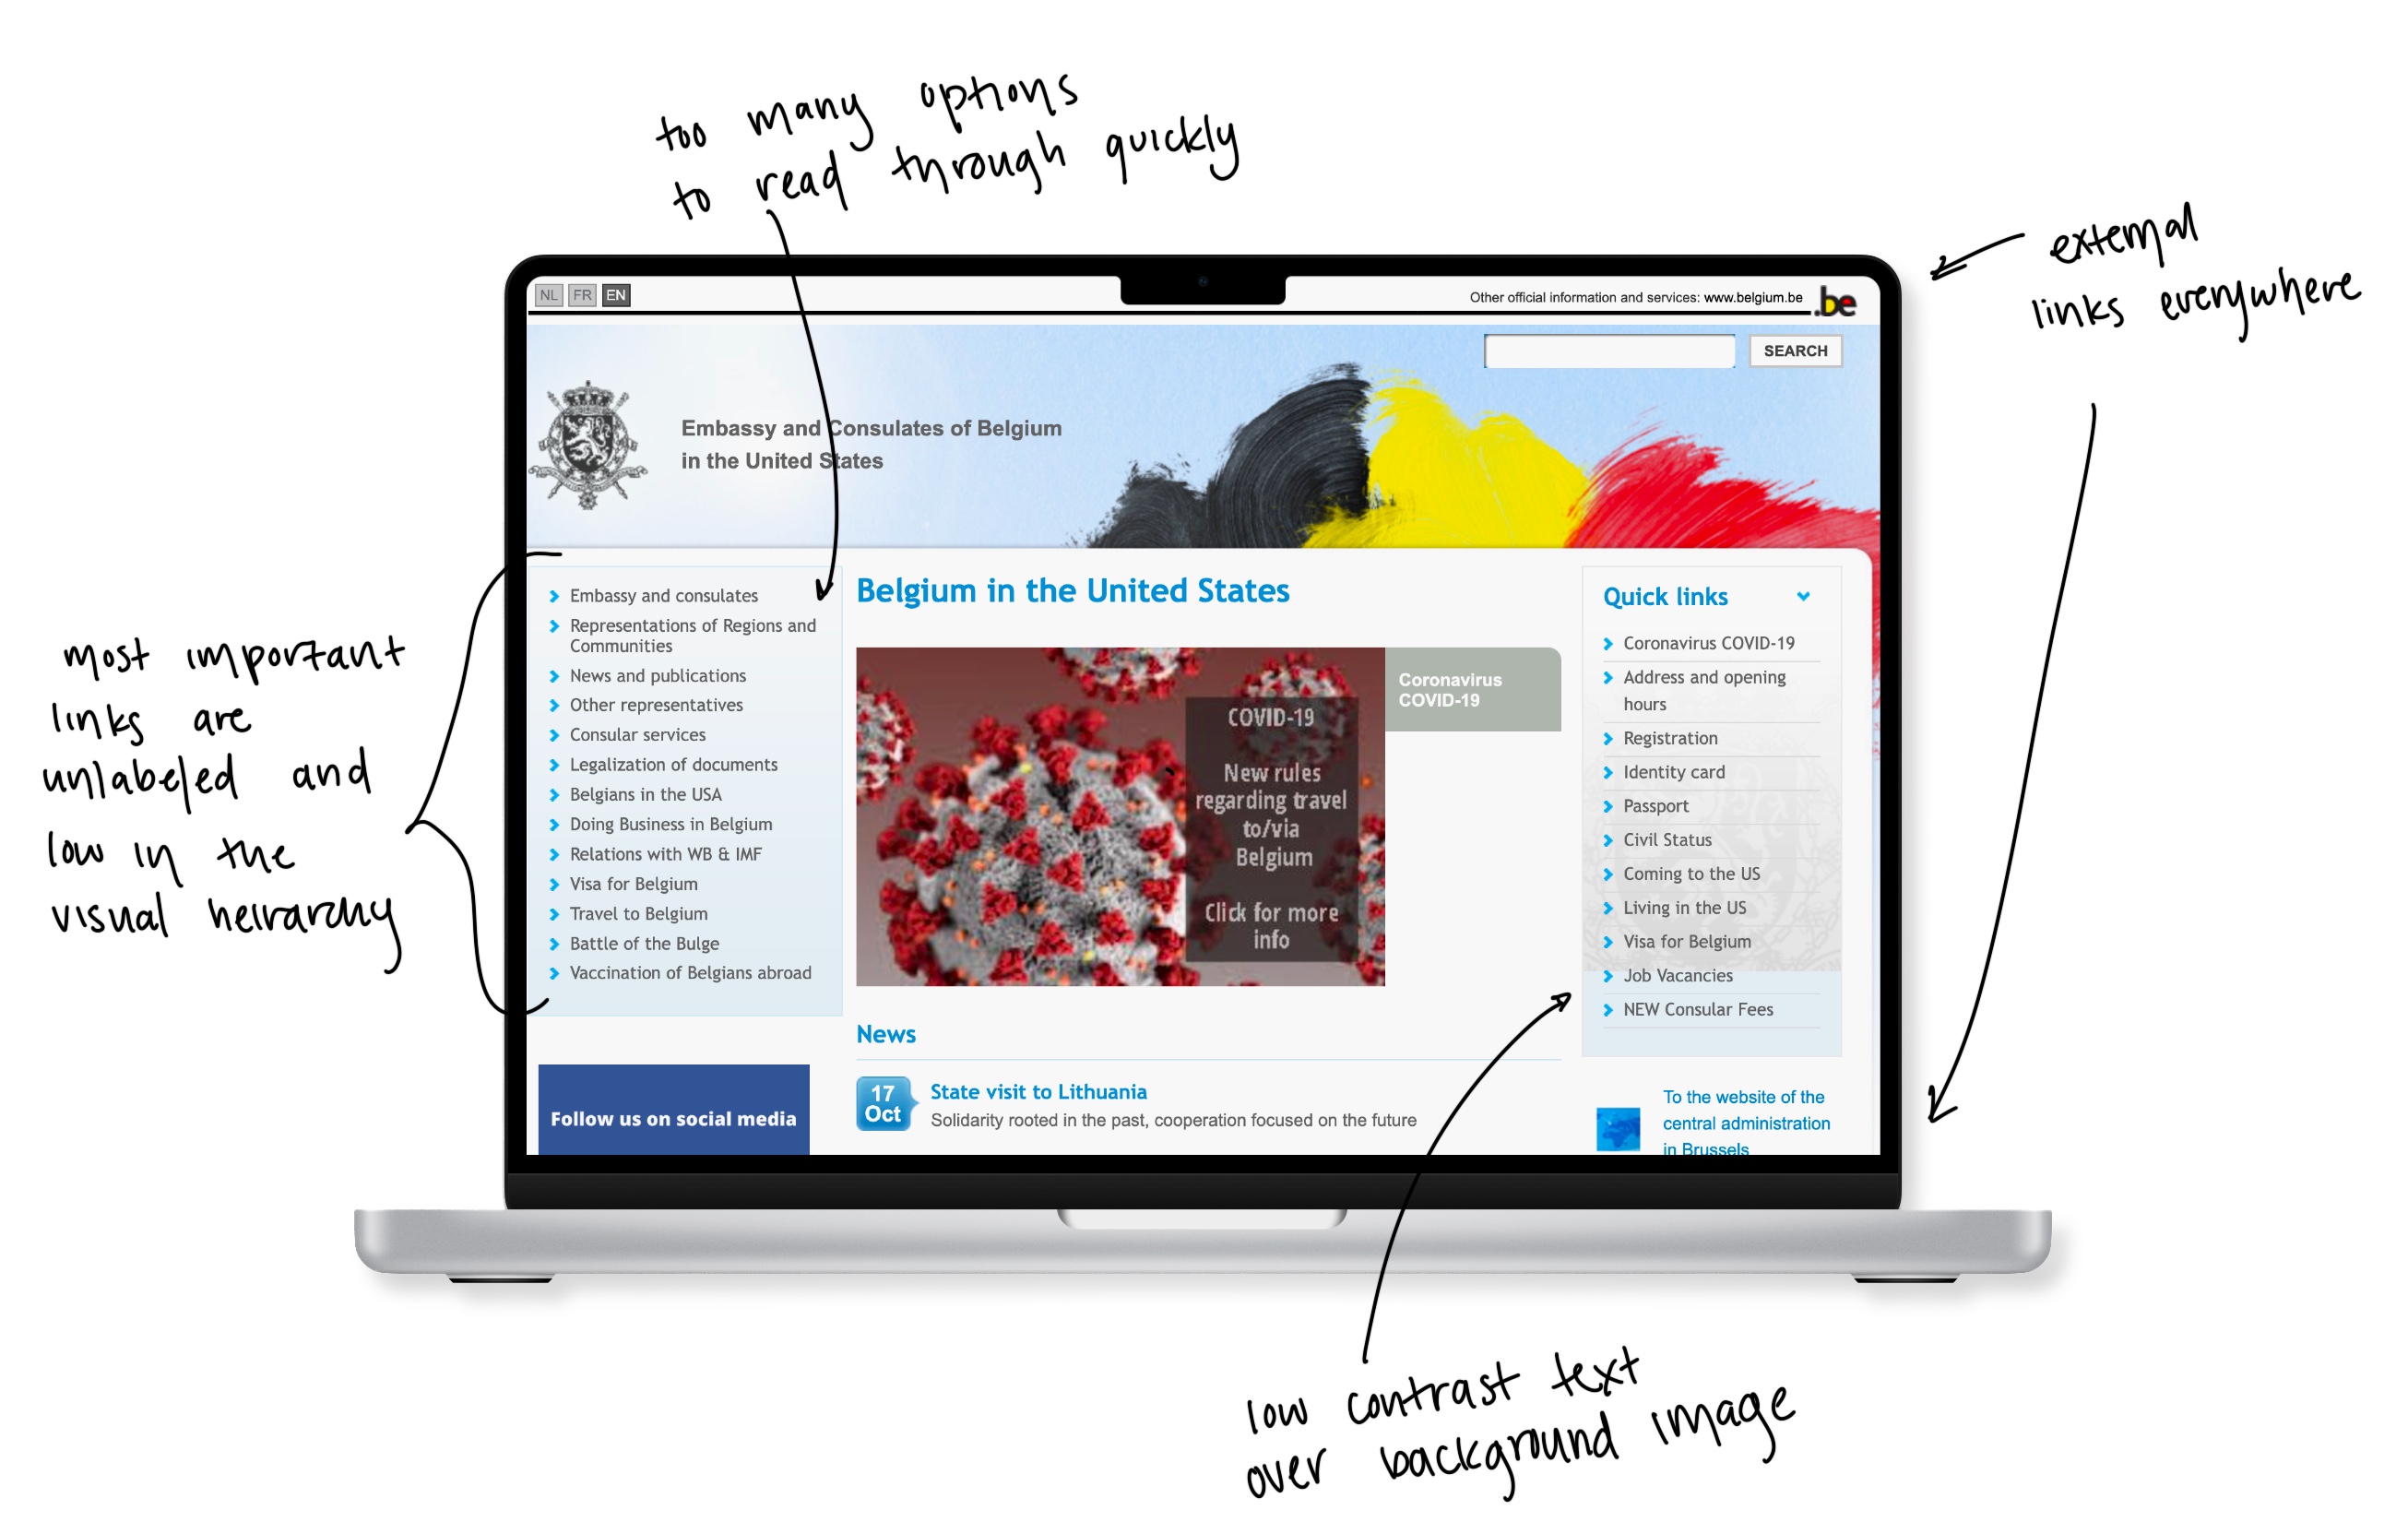 too many options
to read through quickly
external
links everywhere
NL FR EN
Other official information and services: www.belgium.be
.be
SEARCH
Embassy and Consulates of Belgium
in the United States
most important
links are
unlabeled and
low in the
visual heirarchy
Embassy and consulates
Representations of Regions and
Communities
News and publications
Other representatives
Consular services
Legalization of documents
Belgians in the USA
Doing Business in Belgium
Relations with WB & IMF
Visa for Belgium
Travel to Belgium
Battle of the Bulge
Vaccination of Belgians abroad
Follow us on social media
Belgium in the United States
COVID-19
New rules
regarding travel
to/via
Belgium
Click for more
info
Coronavirus
COVID-19
News
17
Oct
State visit to Lithuania
Solidarity rooted in the past, cooperation focused on the future
Quick links
Coronavirus COVID-19
Address and opening
hours
Registration
Identity card
Passport
Civil Status
Coming to the US
Living in the US
Visa for Belgium
Job Vacancies
NEW Consular Fees
To the website of the
central administration
in Brussels
low contrast text
over background image